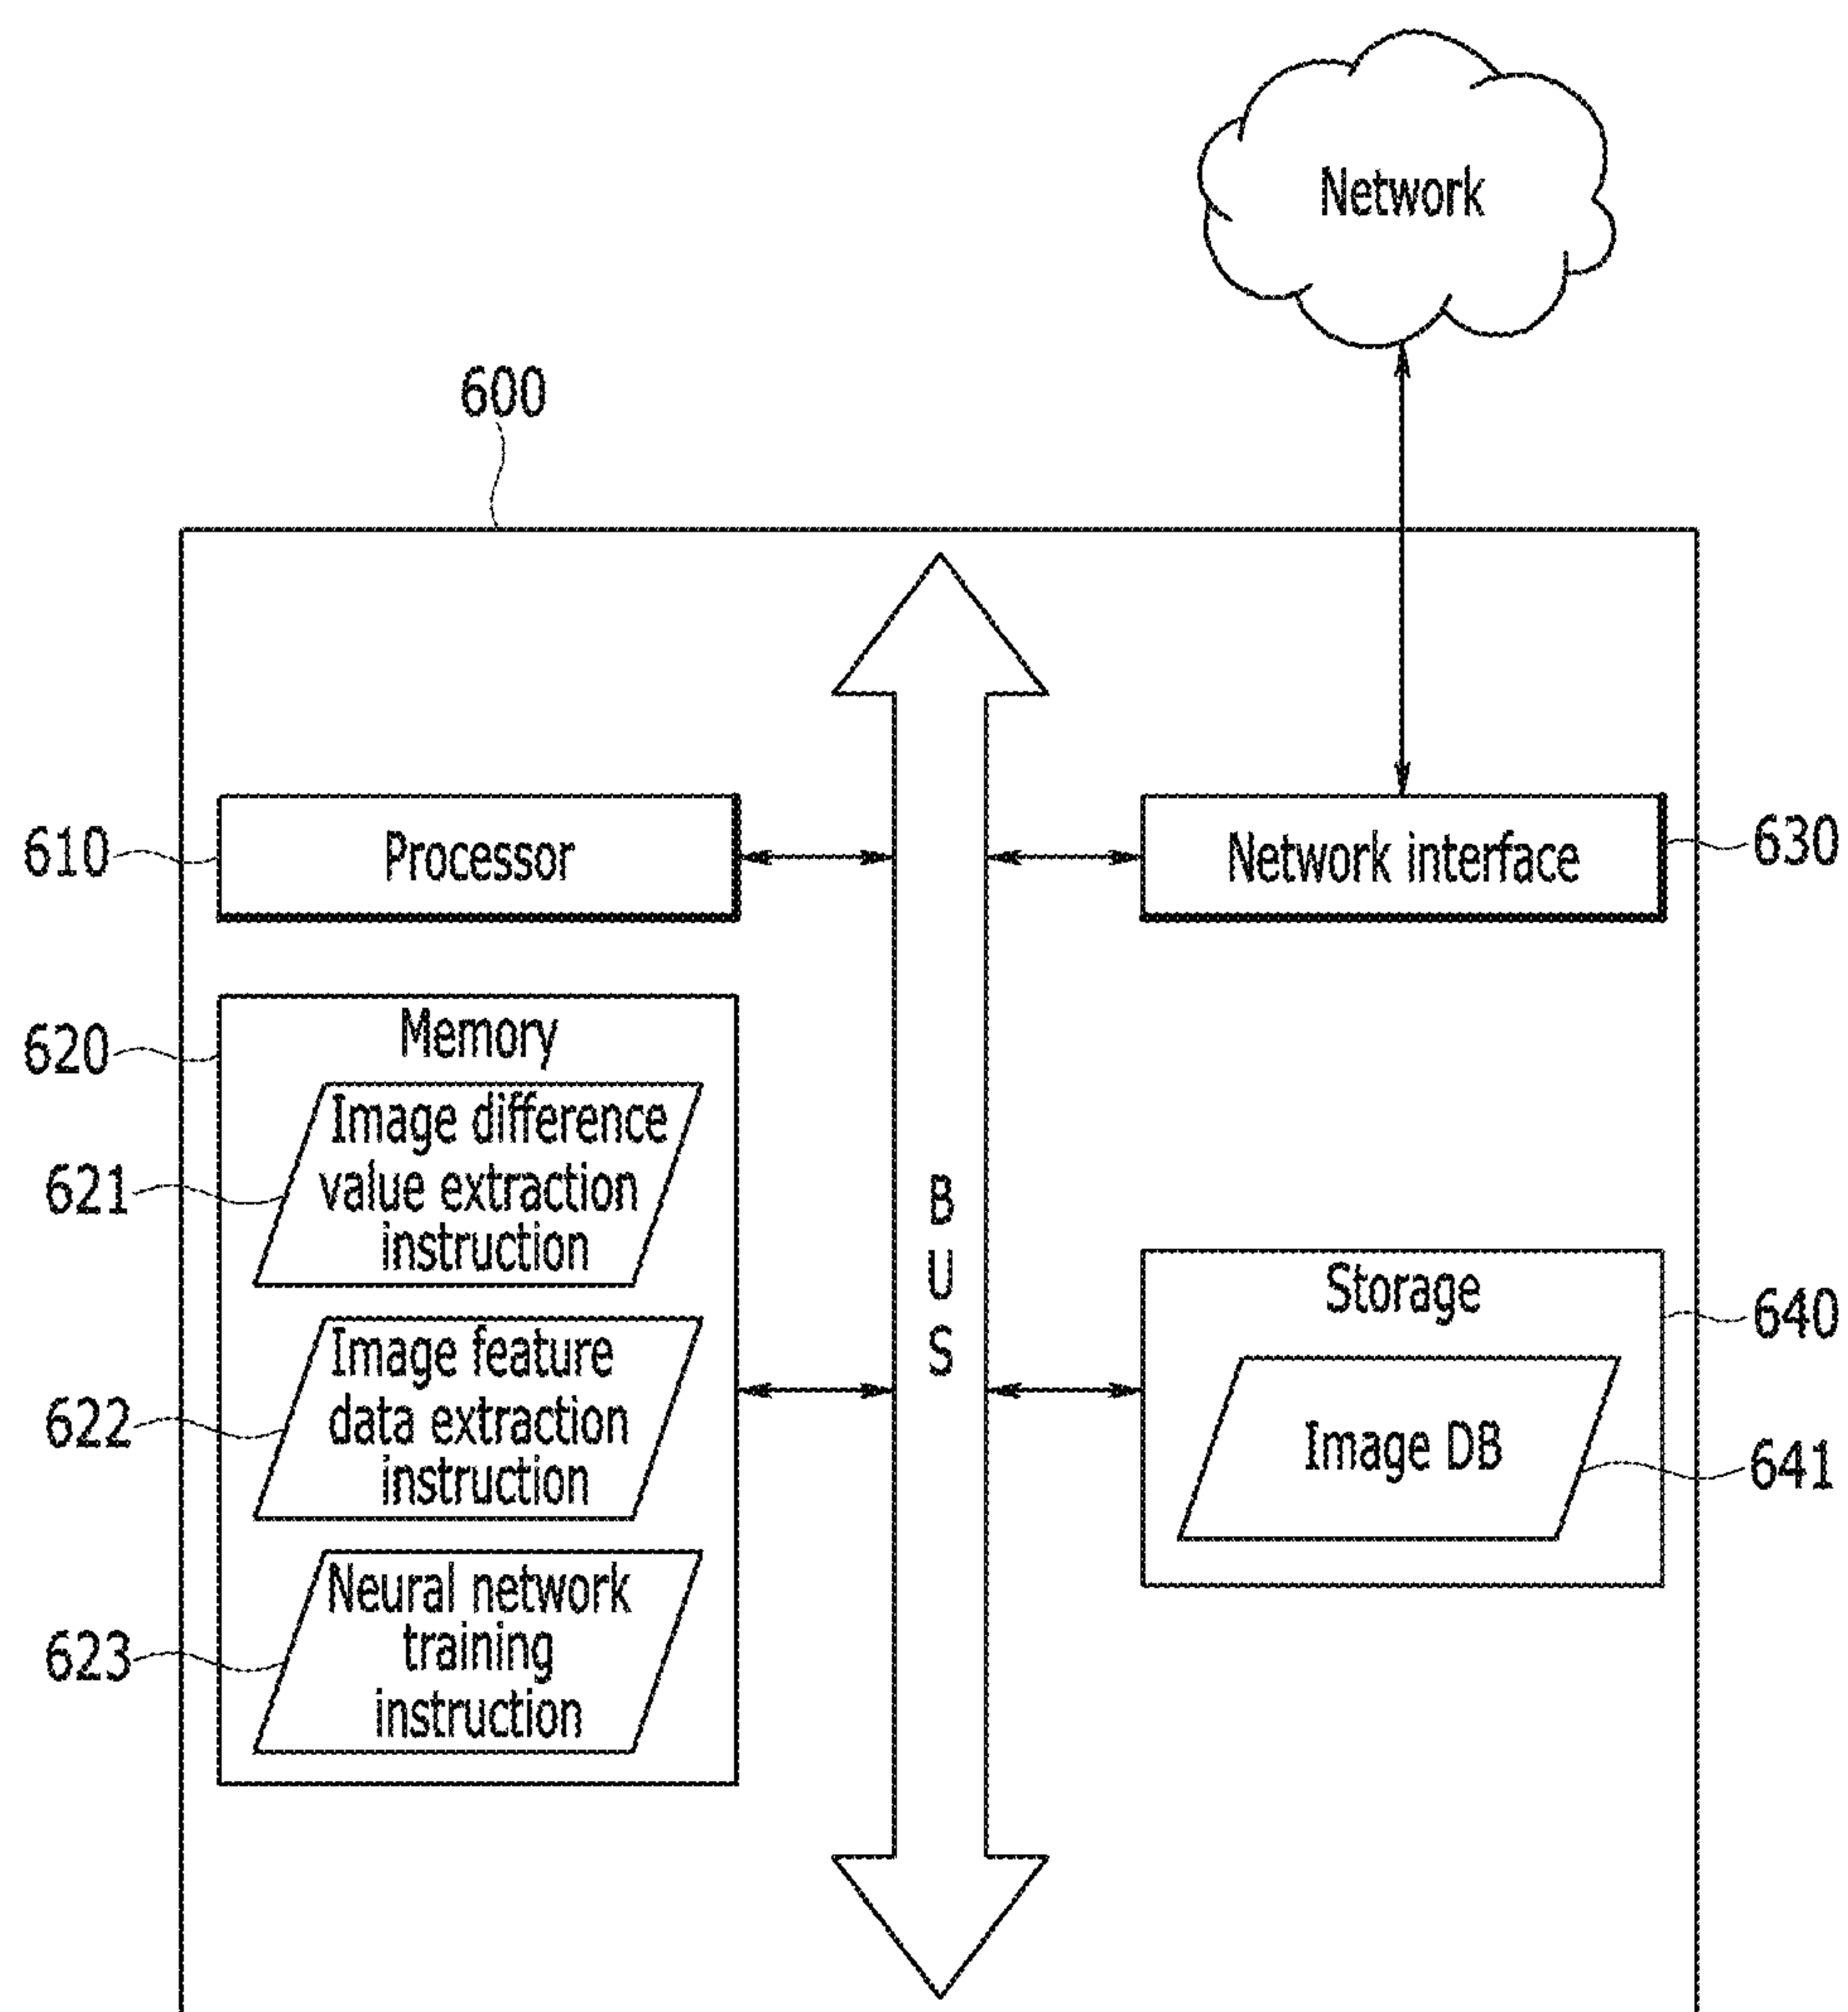 Network
600
610
Processor
Network interface
630
620
Memory
621
Image difference
value extraction
instruction
622
Image feature
data extraction
instruction
623
Neural network
training
instruction
B
U
S
Storage
640
Image DB
641